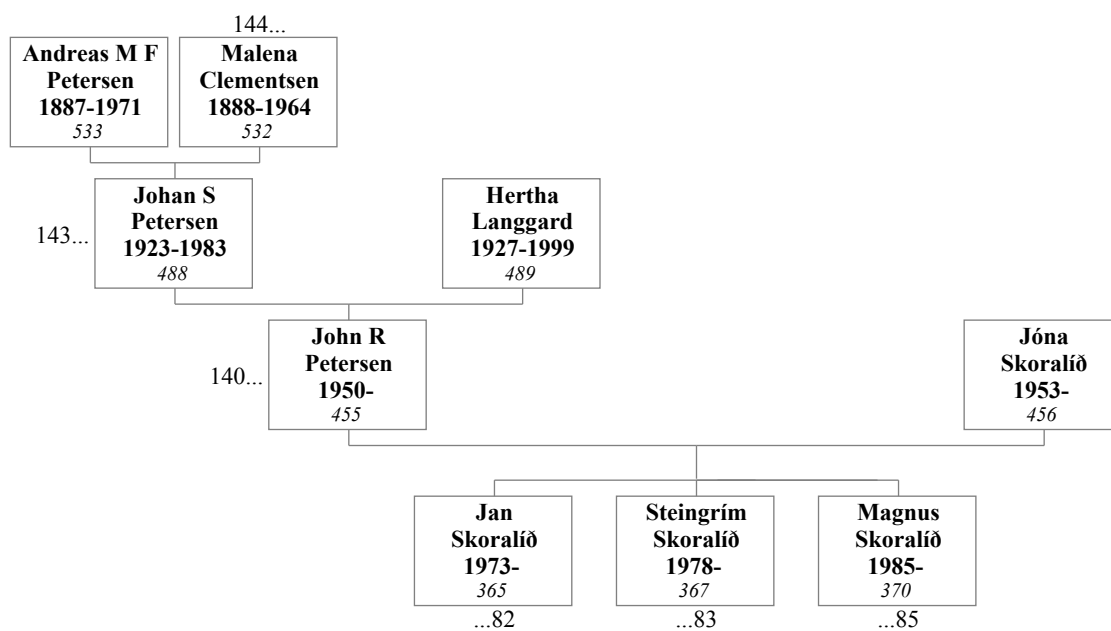 144...
Andreas M F
Petersen
1887-1971
533
Malena
Clementsen
1888-1964
532
143...
Johan S
Petersen
1923-1983
488
Hertha
Langgard
1927-1999
489
140...
John R
Petersen
1950-
455
Jóna
Skoralíð
1953-
456
Jan
Skoralíð
1973-
365
...82
Steingrím
Skoralíð
1978-
367
...83
Magnus
Skoralíð
1985-
370
...85